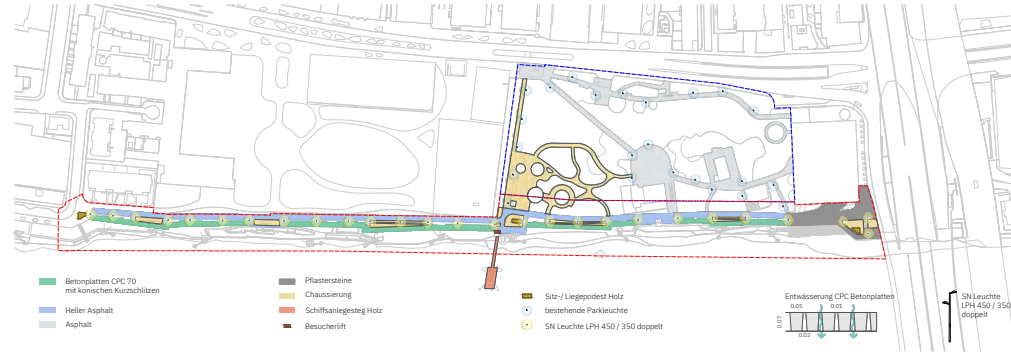 Betonplatten CPC 70
mit konischen Kurzschlitzen
Heller Asphalt
Asphalt
Pflastersteine
Chaussierung
Schiffsanlegesteg Holz
Besucherlift
Sitz-/ Liegepodest Holz
bestehende Parkleuchte
SN Leuchte LPH 450 / 350 doppelt
Entwässerung CPC Betonplatten
0.05
0.01
0.07
0.02
SN Leuchte
LPH 450 / 350
doppelt